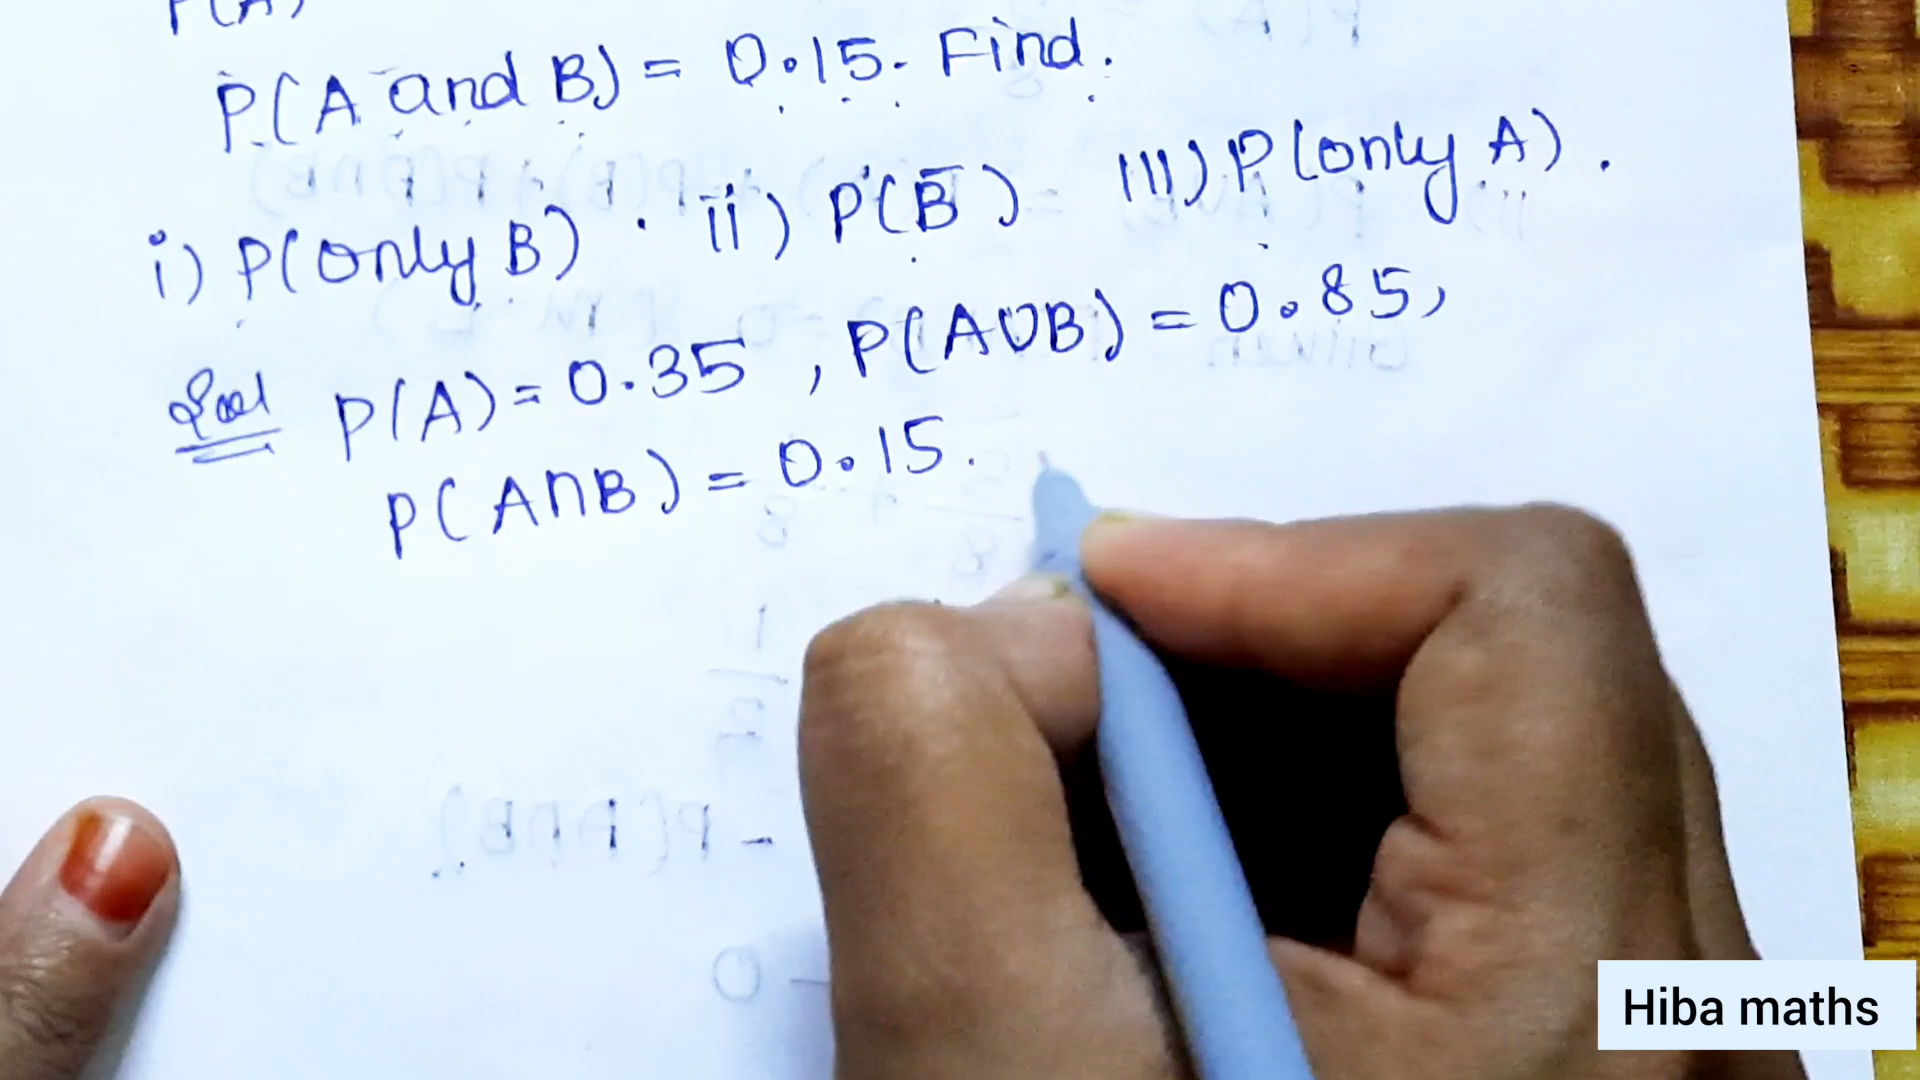 P(A)
P(A and B) = 0.15. Find.
i) P(only B). ii) P(B̅) III) P(only A).
Sol P(A) = 0.35, P(A∪B) = 0.85,
P(A∩B) = 0.15.
Hiba maths